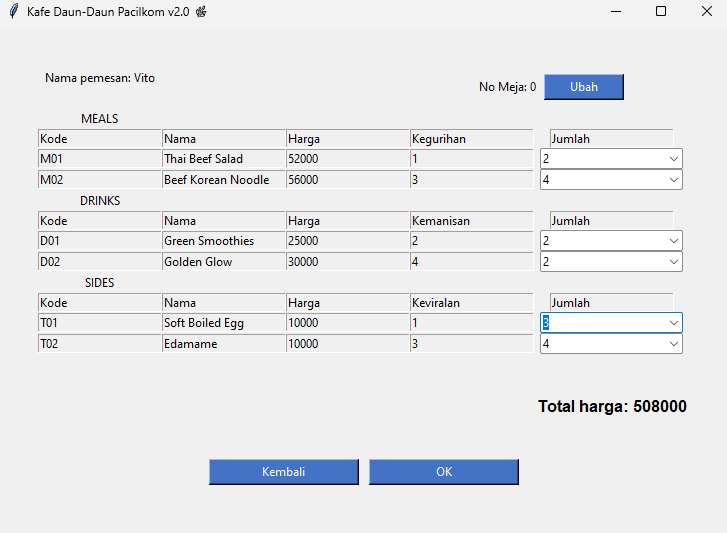 Kafe Daun-Daun Pacilkom v2.0
Nama pemesan: Vito
No Meja: 0 Ubah
MEALS
Kode Nama Harga Kegurihan Jumlah
M01 Thai Beef Salad 52000 1 2
M02 Beef Korean Noodle 56000 3 4
DRINKS
Kode Nama Harga Kemanisan Jumlah
D01 Green Smoothies 25000 2 2
D02 Golden Glow 30000 4 2
SIDES
Kode Nama Harga Keviralan Jumlah
T01 Soft Boiled Egg 10000 1 3
T02 Edamame 10000 3 4
Total harga: 508000
Kembali OK